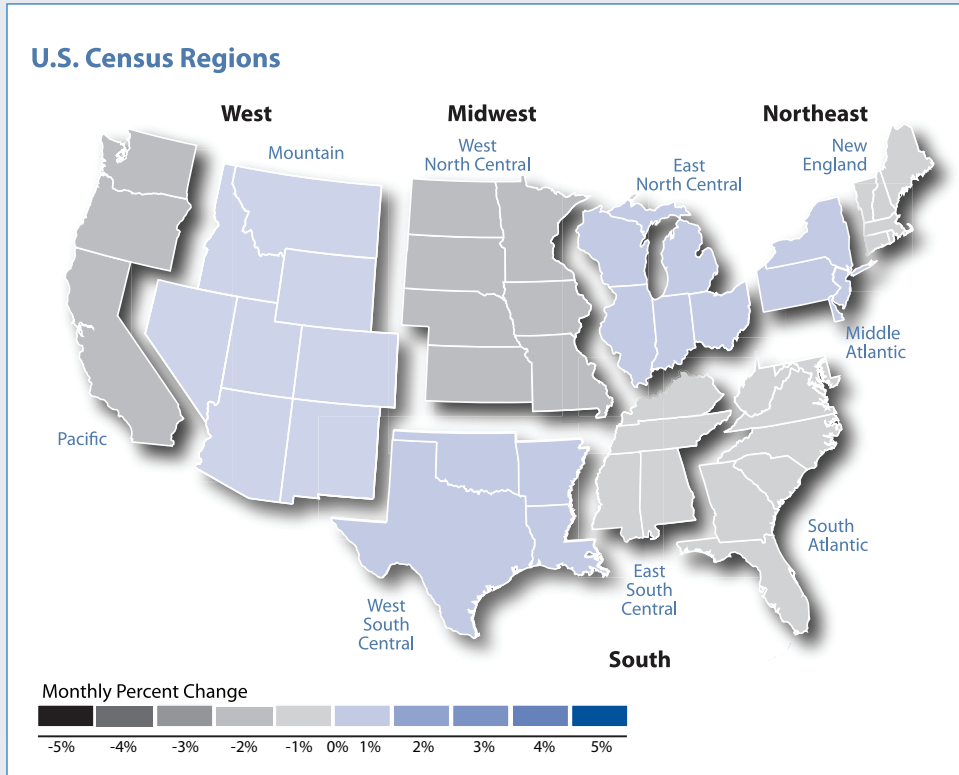 U.S. Census Regions
West
Midwest
Northeast
Mountain
West
North Central
East
North Central
New
England
Middle
Atlantic
Pacific
South
Atlantic
East
South
Central
West
South
Central
South
Monthly Percent Change
-5% -4% -3% -2% -1% 0% 1% 2% 3% 4% 5%